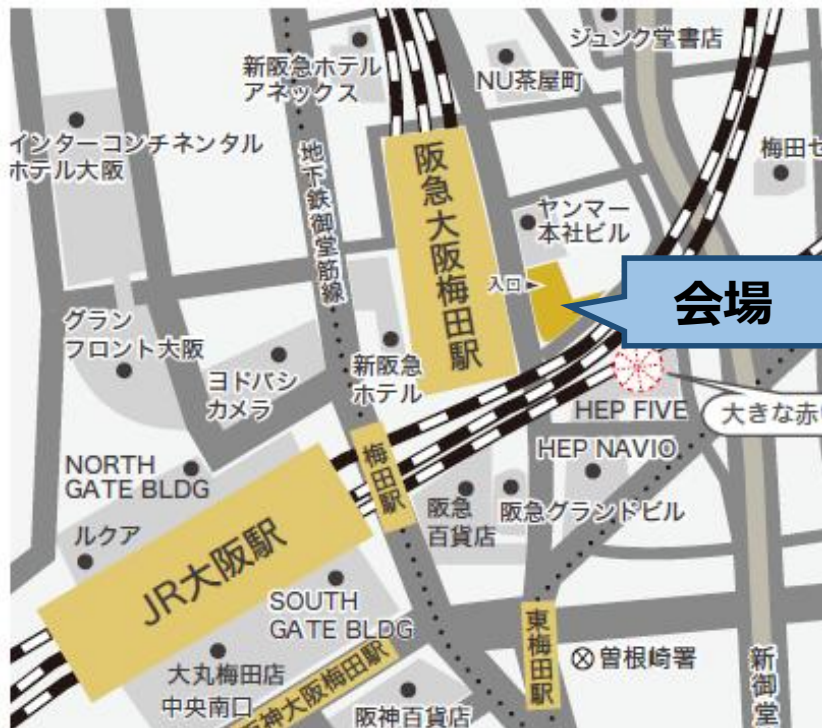 ジュンク堂書店
新阪急ホテル
アネックス
NU茶屋町
インターコンチネンタル
ホテル大阪
地下鉄御堂筋線
阪急大阪梅田駅
梅田セ
ヤンマー
本社ビル
入口
会場
グラン
フロント大阪
ヨドバシ
カメラ
新阪急
ホテル
HEP FIVE
大きな赤い
HEP NAVIO
NORTH
GATE BLDG
梅田駅
阪急
百貨店
阪急グランドビル
ルクア
JR大阪駅
SOUTH
GATE BLDG
東梅田駅
曽根崎署
新御堂
大丸梅田店
中央南口
阪神大阪梅田駅
阪神百貨店